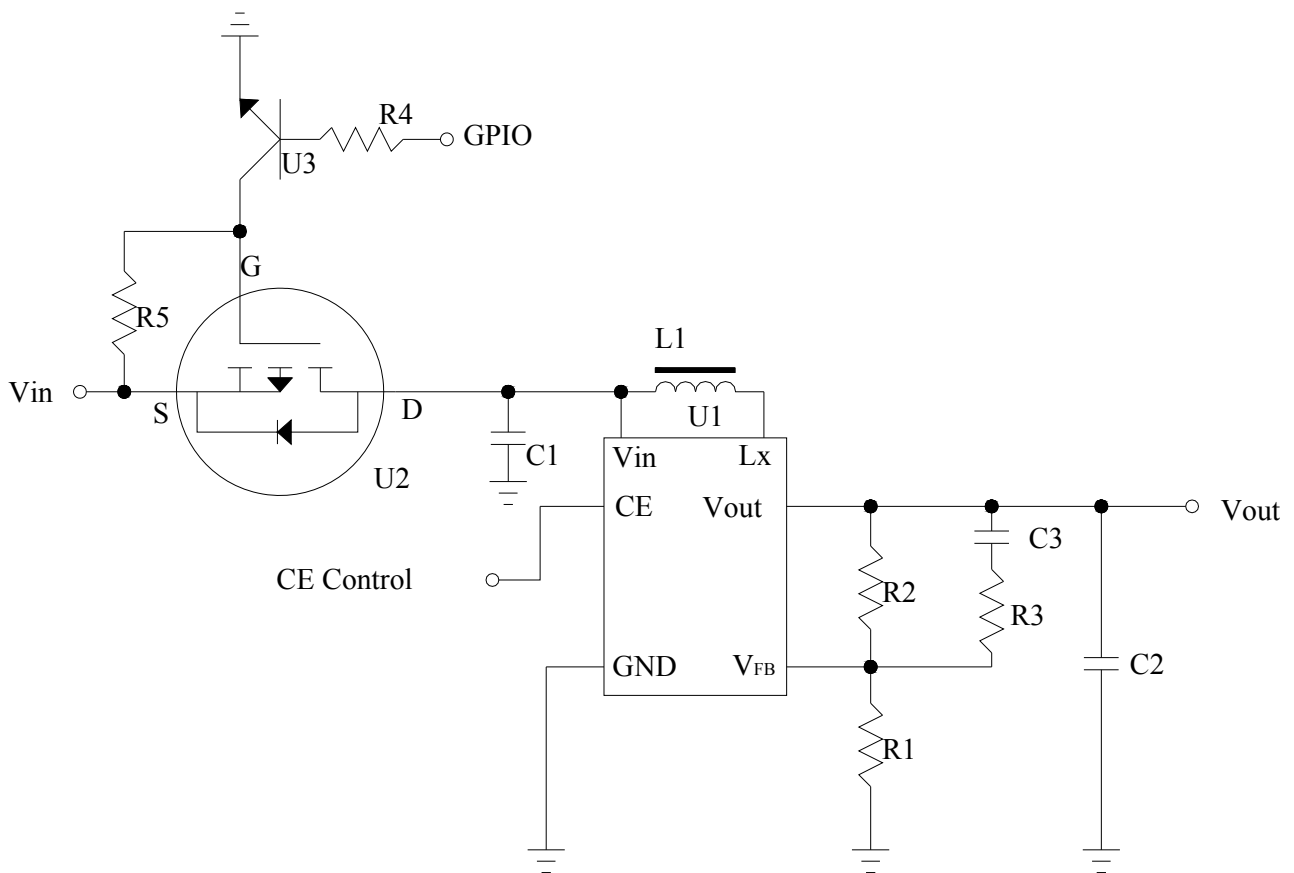 R4
GPIO
U3
G
R5
L1
Vin
S
D
U1
C1
Vin
Lx
U2
CE
Vout
Vout
C3
CE Control
R2
R3
GND
VFB
C2
R1